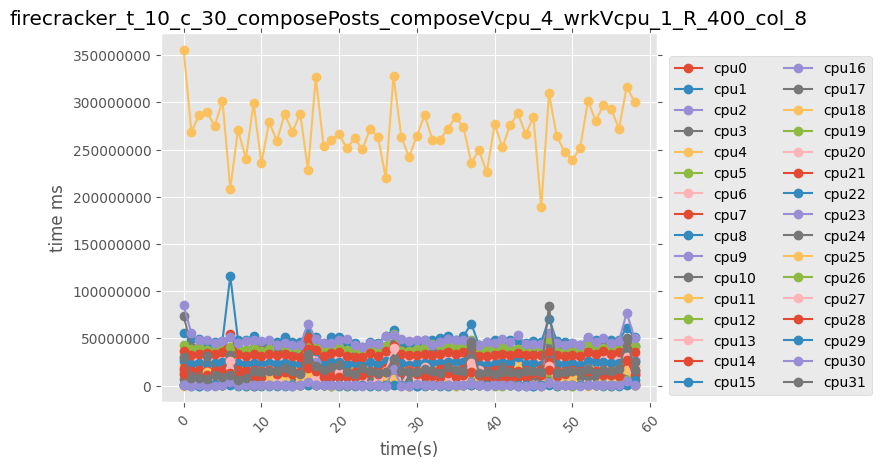 firecracker_t_10_c_30_composePosts_composeVcpu_4_wrkVcpu_1_R_400_col_8
350000000
300000000
250000000
200000000
150000000
100000000
50000000
0
time ms
0 10 20 30 40 50 60
time(s)
cpu0 cpu16
cpu1 cpu17
cpu2 cpu18
cpu3 cpu19
cpu4 cpu20
cpu5 cpu21
cpu6 cpu22
cpu7 cpu23
cpu8 cpu24
cpu9 cpu25
cpu10 cpu26
cpu11 cpu27
cpu12 cpu28
cpu13 cpu29
cpu14 cpu30
cpu15 cpu31